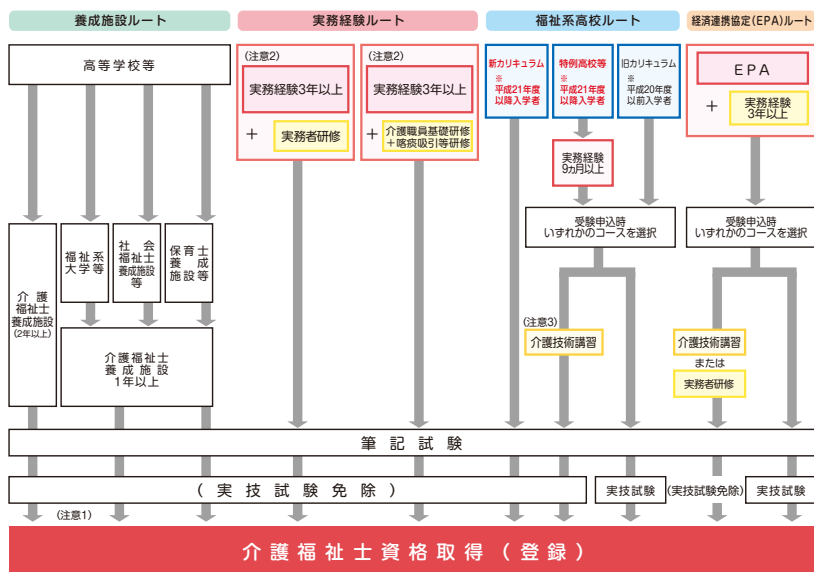 養成施設ルート
実務経験ルート
福祉系高校ルート
経済連携協定(EPA)ルート
高等学校等
(注意2)
実務経験3年以上
+
実務者研修
(注意2)
実務経験3年以上
+
介護職員基礎研修
+喀痰吸引等研修
新カリキュラム
※
平成21年度
以降入学者
特例高校等
※
平成21年度
以降入学者
旧カリキュラム
※
平成20年度
以前入学者
EPA
+
実務経験
3年以上
実務経験
9ヵ月以上
受験申込時
いずれかのコースを選択
受験申込時
いずれかのコースを選択
介護
福祉士
養成施設
(2年以上)
福祉系
大学等
社会
福祉士
養成施設
等
保育士
養成
施設等
介護福祉士
養成施設
1年以上
(注意3)
介護技術講習
介護技術講習
または
実務者研修
筆記試験
(実技試験免除)
実技試験
(実技試験免除)
実技試験
(注意1)
介護福祉士資格取得(登録)